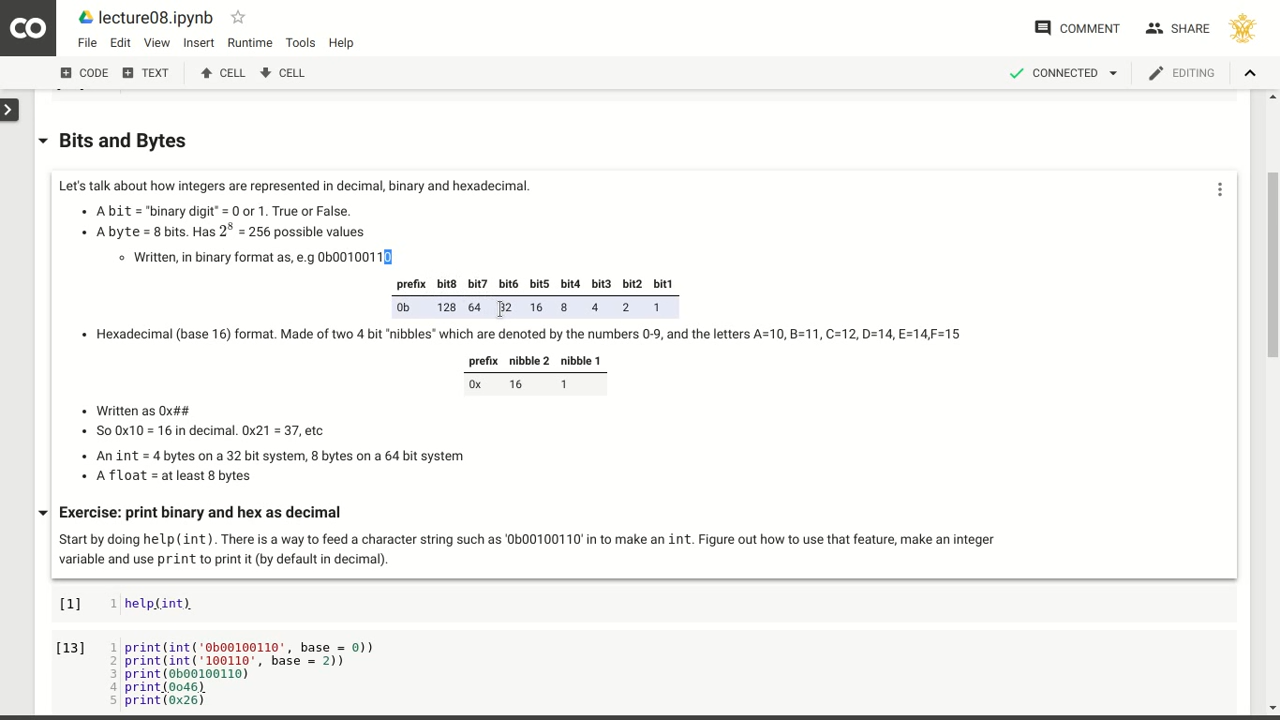 CO
lecture08.ipynb
File Edit View Insert Runtime Tools Help
COMMENT SHARE
CODE TEXT CELL CELL
CONNECTED EDITING
Bits and Bytes
Let's talk about how integers are represented in decimal, binary and hexadecimal.
• A bit = "binary digit" = 0 or 1. True or False.
• A byte = 8 bits. Has 2⁸ = 256 possible values
◦ Written, in binary format as, e.g 0b00100110
prefix bit8 bit7 bit6 bit5 bit4 bit3 bit2 bit1
0b 128 64 32 16 8 4 2 1
• Hexadecimal (base 16) format. Made of two 4 bit "nibbles" which are denoted by the numbers 0-9, and the letters A=10, B=11, C=12, D=14, E=14,F=15
prefix nibble 2 nibble 1
0x 16 1
• Written as 0x##
• So 0x10 = 16 in decimal. 0x21 = 37, etc
• An int = 4 bytes on a 32 bit system, 8 bytes on a 64 bit system
• A float = at least 8 bytes
Exercise: print binary and hex as decimal
Start by doing help(int). There is a way to feed a character string such as '0b00100110' in to make an int. Figure out how to use that feature, make an integer
variable and use print to print it (by default in decimal).
[1] 1 help(int)
[13] 1 print(int('0b00100110', base = 0))
2 print(int('100110', base = 2))
3 print(0b00100110)
4 print(0o46)
5 print(0x26)